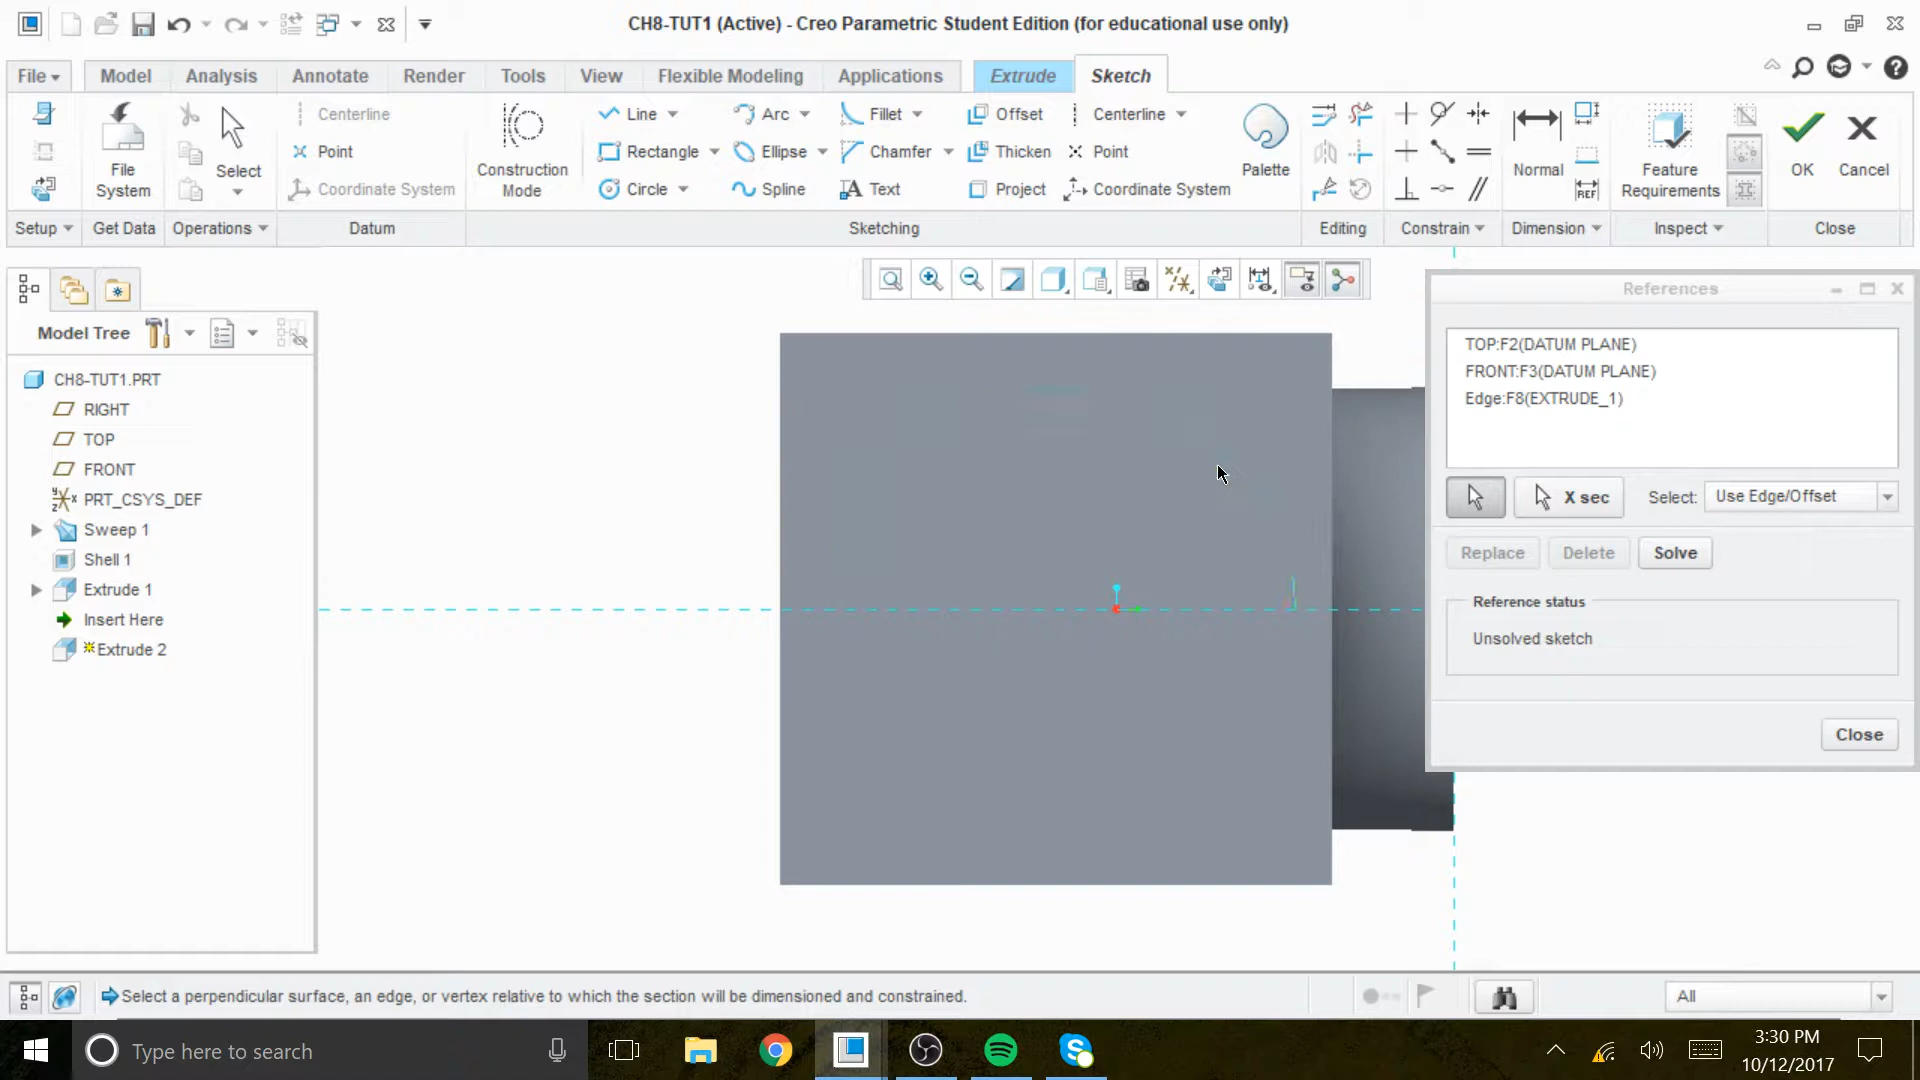 CH8-TUT1 (Active) - Creo Parametric Student Edition (for educational use only)
File Model Analysis Annotate Render Tools View Flexible Modeling Applications Extrude Sketch
File System
Select
Centerline
Point
Coordinate System
Construction Mode
Line Arc Fillet Offset Centerline
Rectangle Ellipse Chamfer Thicken Point
Circle Spline Text Project Coordinate System
Palette
Normal
REF
Feature Requirements
OK
Cancel
Setup Get Data Operations Datum Sketching Editing Constrain Dimension Inspect Close
Model Tree
CH8-TUT1.PRT
RIGHT
TOP
FRONT
PRT_CSYS_DEF
Sweep 1
Shell 1
Extrude 1
Insert Here
Extrude 2
References
TOP:F2(DATUM PLANE)
FRONT:F3(DATUM PLANE)
Edge:F8(EXTRUDE_1)
X sec Select: Use Edge/Offset
Replace Delete Solve
Reference status
Unsolved sketch
Close
Select a perpendicular surface, an edge, or vertex relative to which the section will be dimensioned and constrained.
All
Type here to search
3:30 PM
10/12/2017